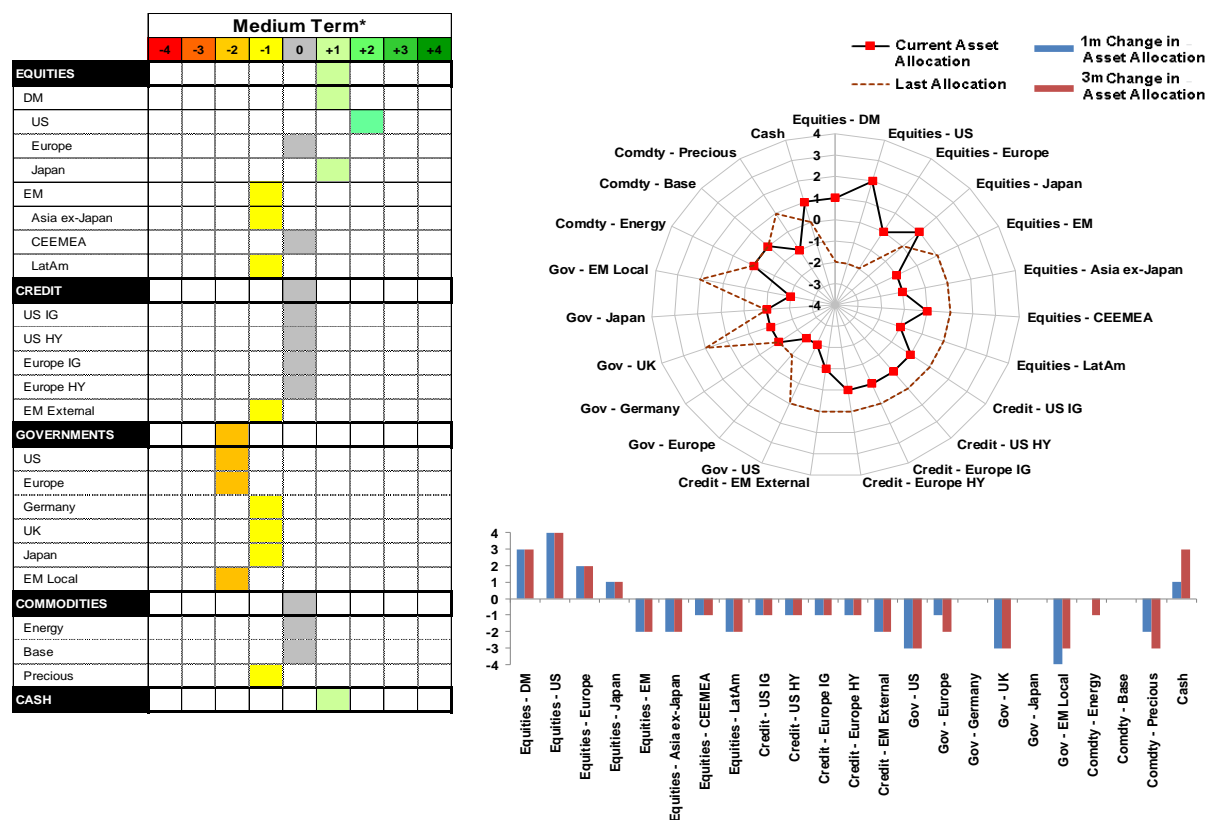 Medium Term*
-4 -3 -2 -1 0 +1 +2 +3 +4
EQUITIES
DM
US
Europe
Japan
EM
Asia ex-Japan
CEEMEA
LatAm
CREDIT
US IG
US HY
Europe IG
Europe HY
EM External
GOVERNMENTS
US
Europe
Germany
UK
Japan
EM Local
COMMODITIES
Energy
Base
Precious
CASH
Current Asset
Allocation
Last Allocation
1m Change in
Asset Allocation
3m Change in
Asset Allocation
Equities - DM
Equities - US
Equities - Europe
Equities - Japan
Equities - EM
Equities - Asia ex-Japan
Equities - CEEMEA
Equities - LatAm
Credit - US IG
Credit - US HY
Credit - Europe IG
Credit - Europe HY
Credit - EM External
Gov - US
Gov - Europe
Gov - Germany
Gov - UK
Gov - Japan
Gov - EM Local
Comdty - Energy
Comdty - Base
Comdty - Precious
Cash
4
3
2
1
0
-1
-2
-3
-4
4
3
2
1
0
-1
-2
-3
-4
Equities - DM
Equities - US
Equities - Europe
Equities - Japan
Equities - EM
Equities - Asia ex-Japan
Equities - CEEMEA
Equities - LatAm
Credit - US IG
Credit - US HY
Credit - Europe IG
Credit - Europe HY
Credit - EM External
Gov - US
Gov - Europe
Gov - Germany
Gov - UK
Gov - Japan
Gov - EM Local
Comdty - Energy
Comdty - Base
Comdty - Precious
Cash